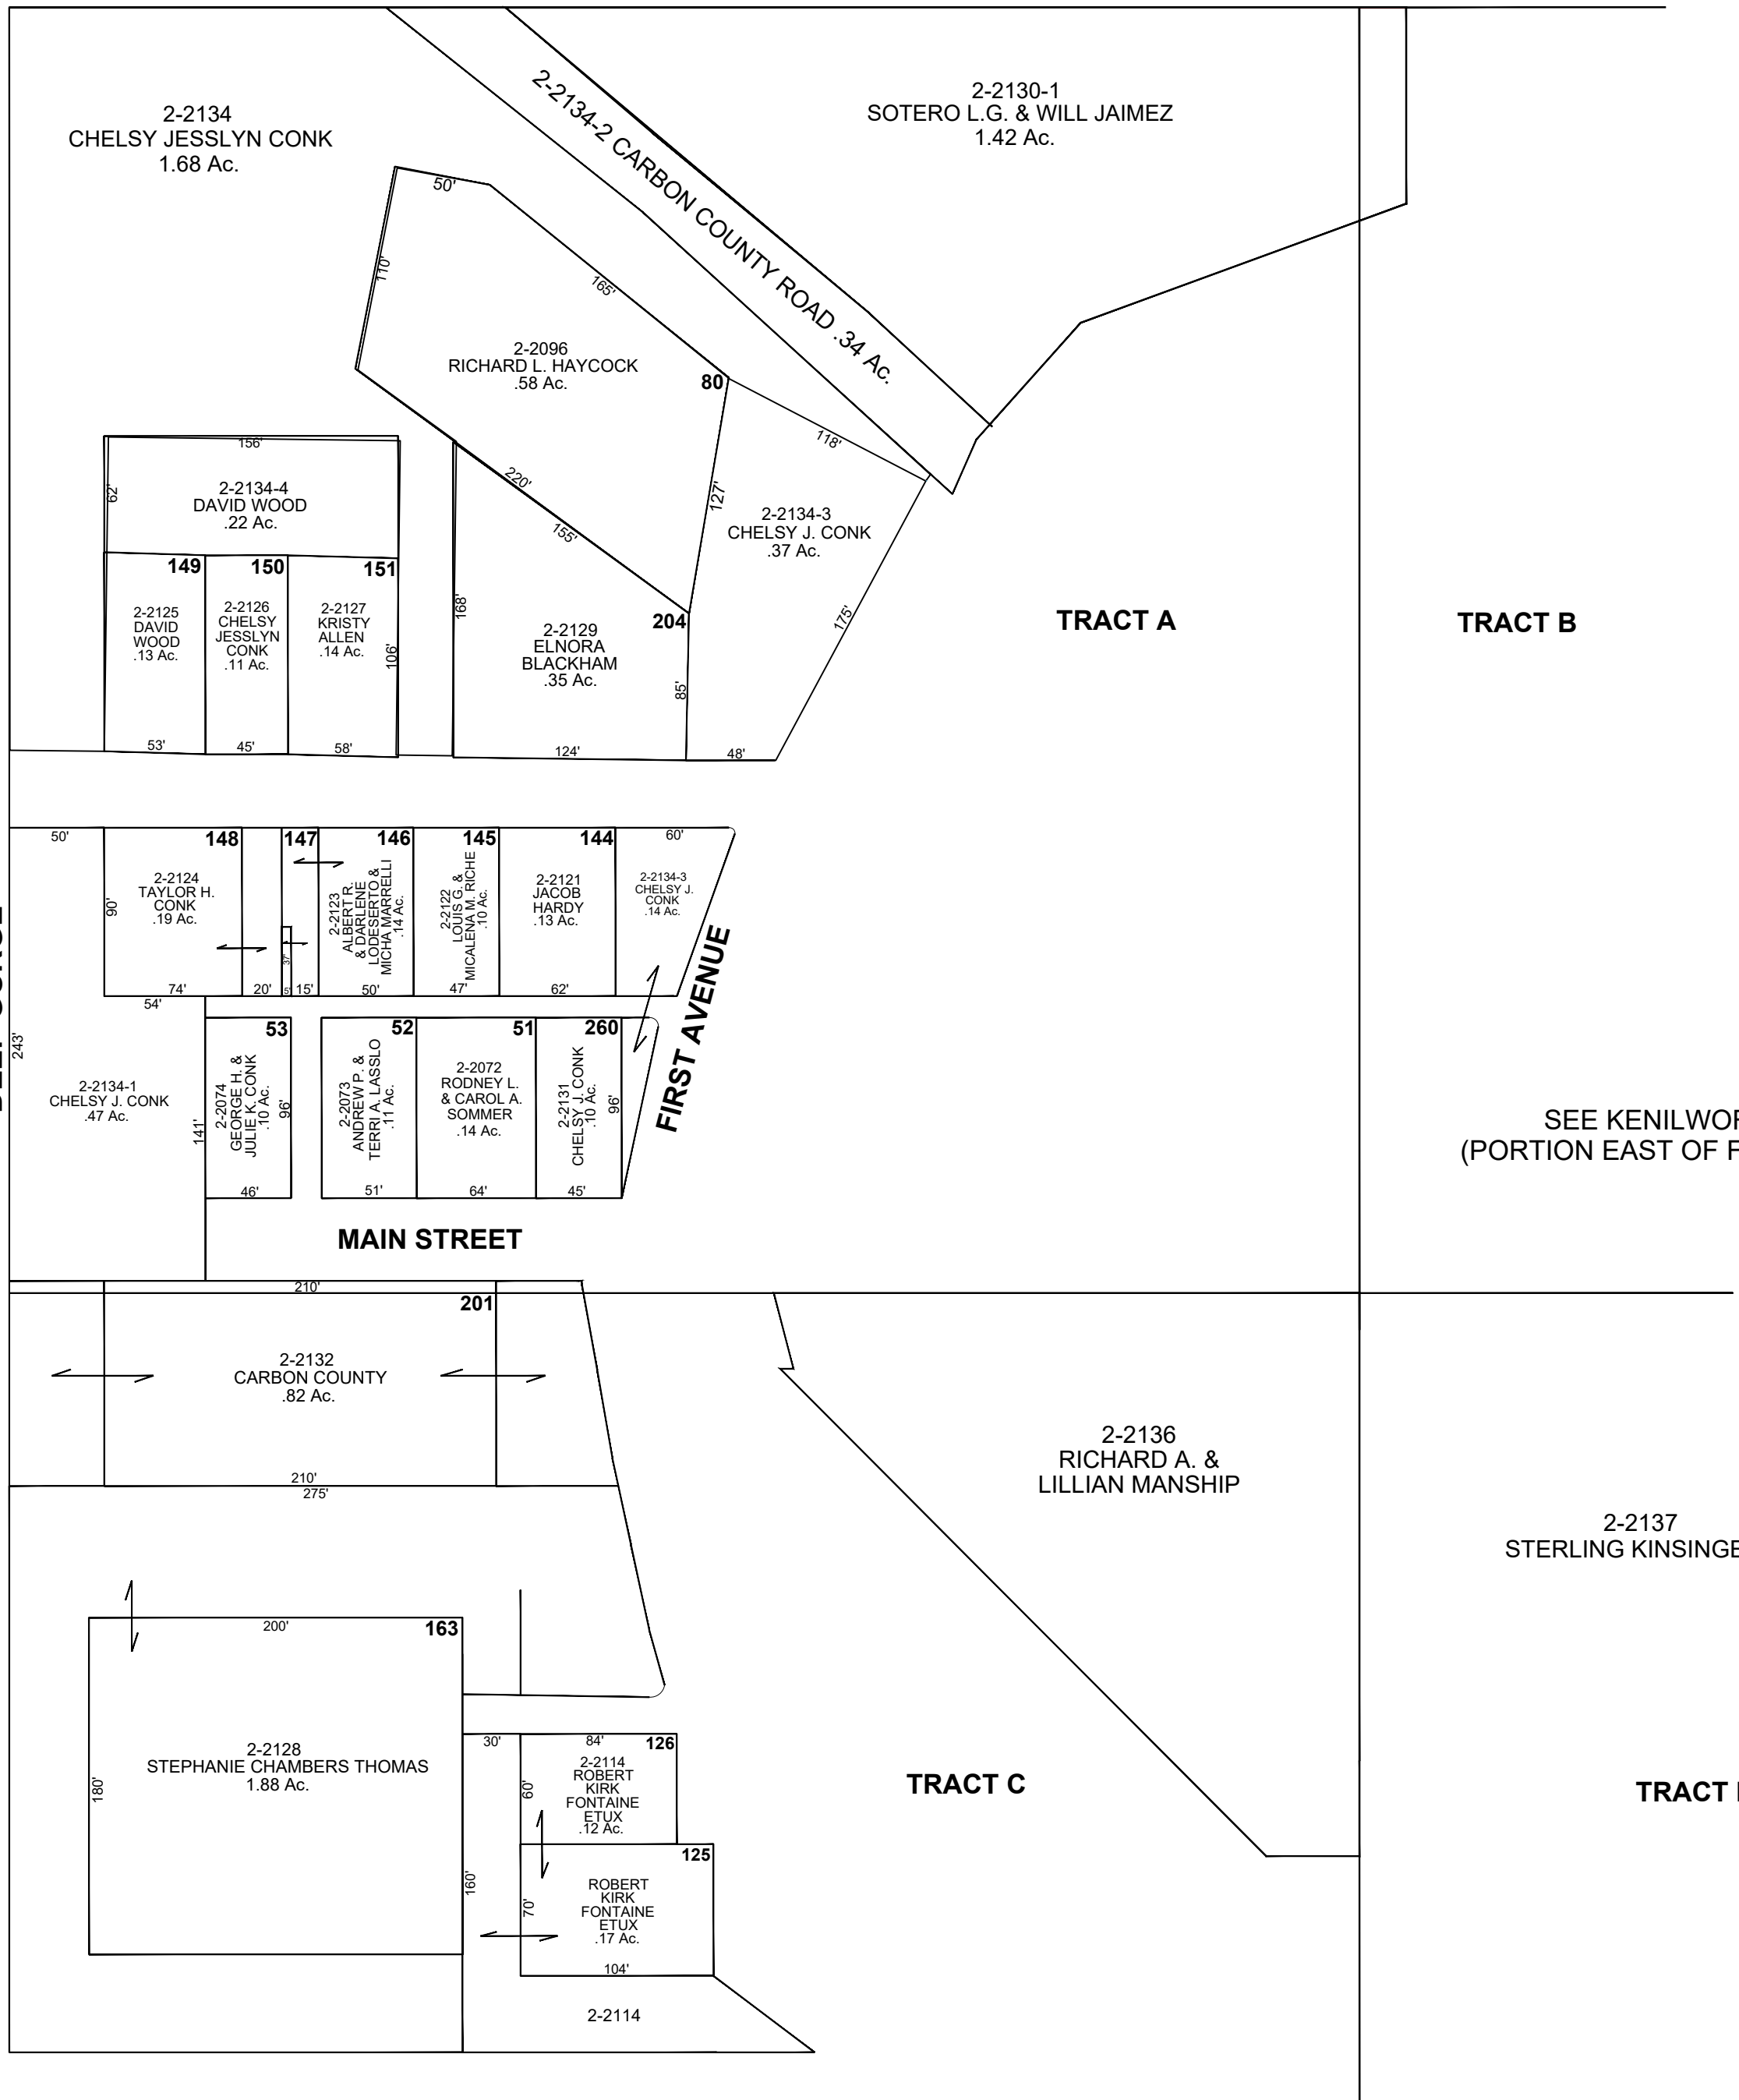 2-2134
CHELSY JESSLYN CONK
1.68 Ac.
2-2134-2 CARBON COUNTY ROAD .34 Ac.
2-2130-1
SOTERO L.G. & WILL JAIMEZ
1.42 Ac.
50'
110'
165'
2-2096
RICHARD L. HAYCOCK
.58 Ac.
80
118'
127'
220'
155'
2-2134-3
CHELSY J. CONK
.37 Ac.
175'
156'
62'
2-2134-4
DAVID WOOD
.22 Ac.
149
150
151
2-2125
DAVID
WOOD
.13 Ac.
2-2126
CHELSY
JESSLYN
CONK
.11 Ac.
2-2127
KRISTY
ALLEN
.14 Ac.
106'
168'
204
2-2129
ELNORA
BLACKHAM
.35 Ac.
85'
53'
45'
58'
124'
48'
TRACT A
TRACT B
50'
148
147
146
145
144
60'
90'
2-2124
TAYLOR H.
CONK
.19 Ac.
37'
2-2123
ALBERT R.
& DARLENE
LODESERTO &
MICHA MARRELLI
.14 Ac.
2-2122
LOUIS G. &
MICALENA M. RICHE
.10 Ac.
2-2121
JACOB
HARDY
.13 Ac.
2-2134-3
CHELSY J.
CONK
.14 Ac.
74'
20'
5'
15'
50'
47'
62'
54'
FIRST AVENUE
243'
2-2134-1
CHELSY J. CONK
.47 Ac.
141'
53
2-2074
GEORGE H. &
JULIE K. CONK
.10 Ac.
96'
46'
52
2-2073
ANDREW P. &
TERRI A. LASSLO
.11 Ac.
51'
51
2-2072
RODNEY L.
& CAROL A.
SOMMER
.14 Ac.
64'
260
2-2131
CHELSY J. CONK
.10 Ac.
96'
45'
SEE KENILWOR
(PORTION EAST OF
MAIN STREET
210'
201
2-2132
CARBON COUNTY
.82 Ac.
210'
275'
2-2136
RICHARD A. &
LILLIAN MANSHIP
2-2137
STERLING KINSINGE
200'
163
2-2128
STEPHANIE CHAMBERS THOMAS
1.88 Ac.
180'
30'
84'
126
2-2114
ROBERT
KIRK
FONTAINE
ETUX
.12 Ac.
60'
125
160'
70'
ROBERT
KIRK
FONTAINE
ETUX
.17 Ac.
104'
2-2114
TRACT C
TRACT